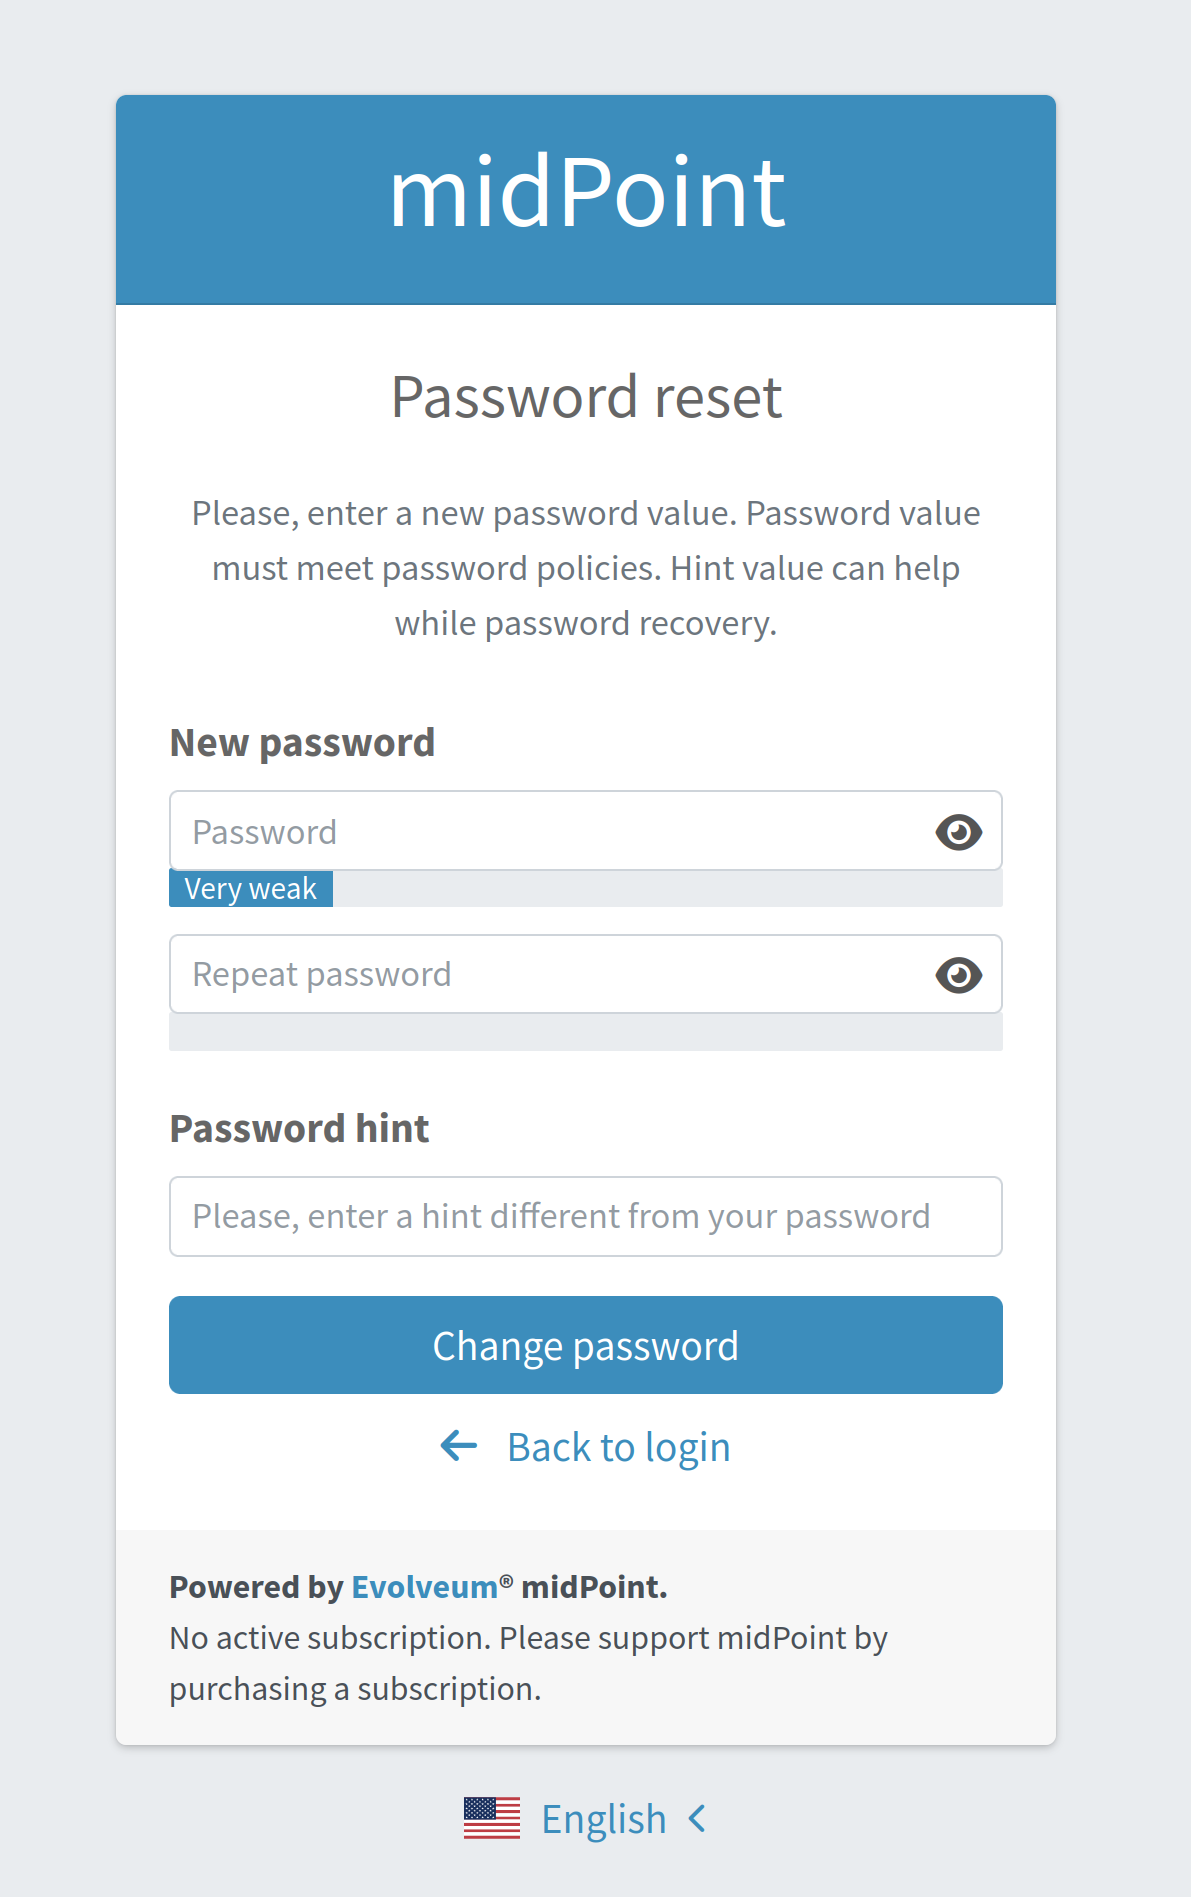 midPoint
Password reset
Please, enter a new password value. Password value
must meet password policies. Hint value can help
while password recovery.
New password
Password
Very weak
Repeat password
Password hint
Please, enter a hint different from your password
Change password
Back to login
Powered by Evolveum® midPoint.
No active subscription. Please support midPoint by
purchasing a subscription.
English